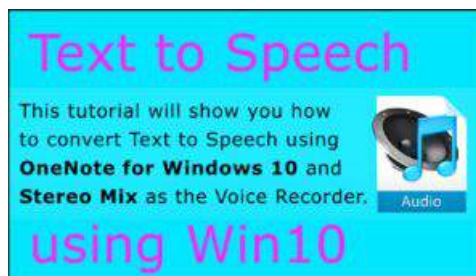 Text to Speech
This tutorial will show you how
to convert Text to Speech using
OneNote for Windows 10 and
Stereo Mix as the Voice Recorder.
Audio
using Win10